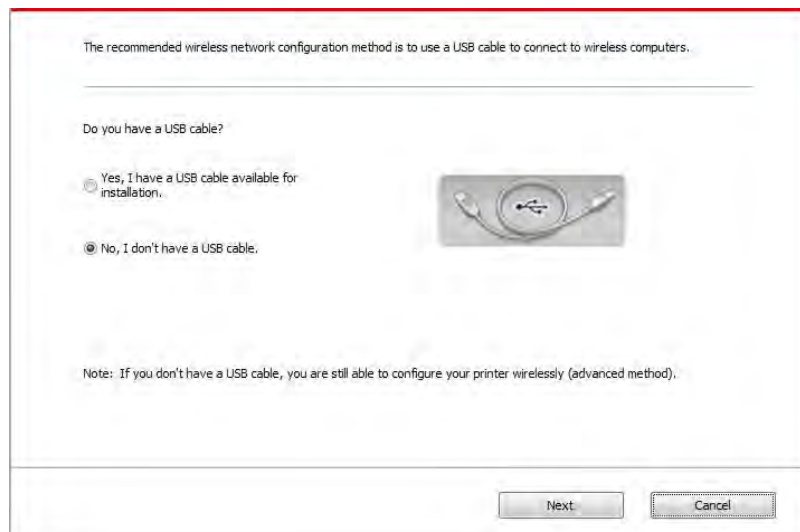 The recommended wireless network configuration method is to use a USB cable to connect to wireless computers.
Do you have a USB cable?
Yes, I have a USB cable available for
installation.
No, I don't have a USB cable.
Note: If you don't have a USB cable, you are still able to configure your printer wirelessly (advanced method).
Next
Cancel